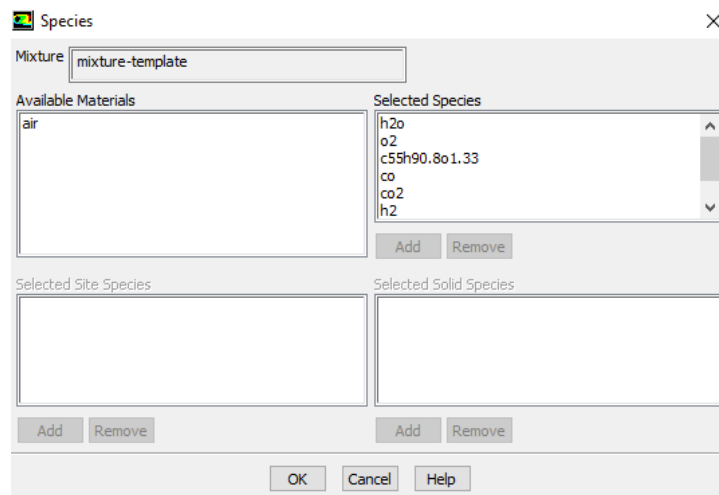 Species
Mixture mixture-template
Available Materials
air
Selected Species
h2o
o2
c55h90.8o1.33
co
co2
h2
Add Remove
Selected Site Species
Selected Solid Species
Add Remove
Add Remove
OK Cancel Help